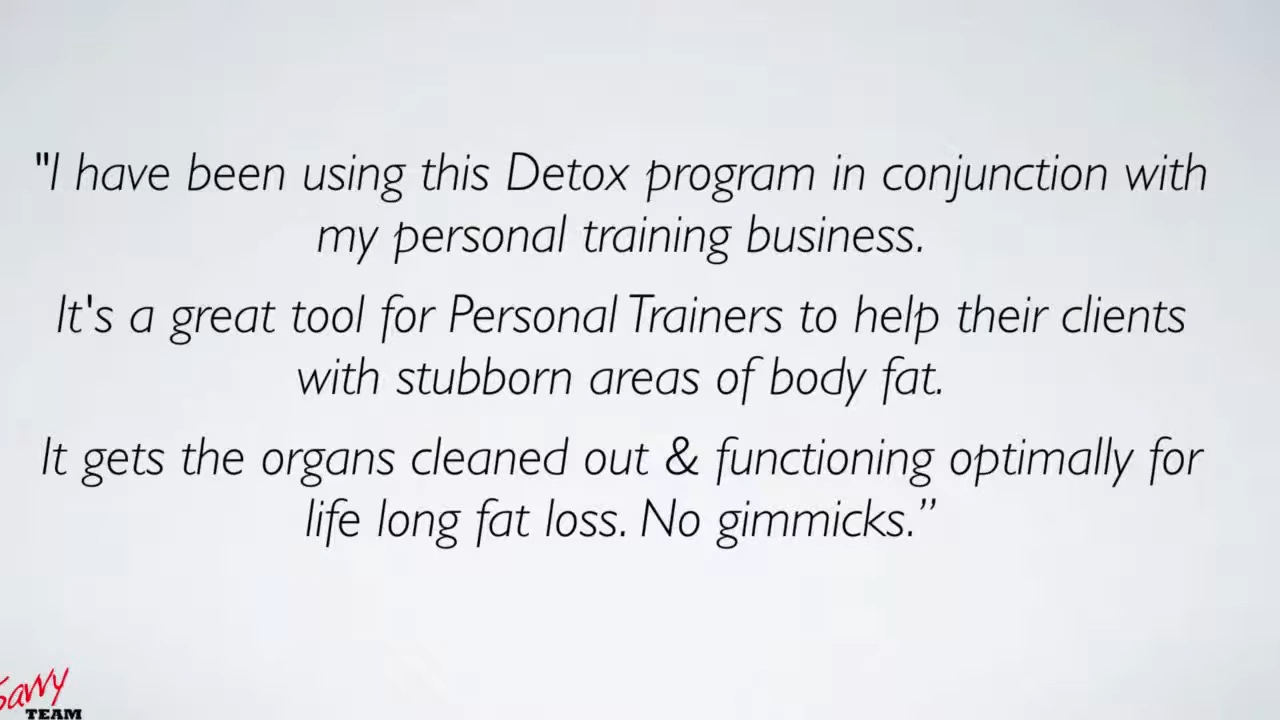 "I have been using this Detox program in conjunction with
my personal training business.
It's a great tool for Personal Trainers to help their clients
with stubborn areas of body fat.
It gets the organs cleaned out & functioning optimally for
life long fat loss. No gimmicks.”
Savvy
TEAM